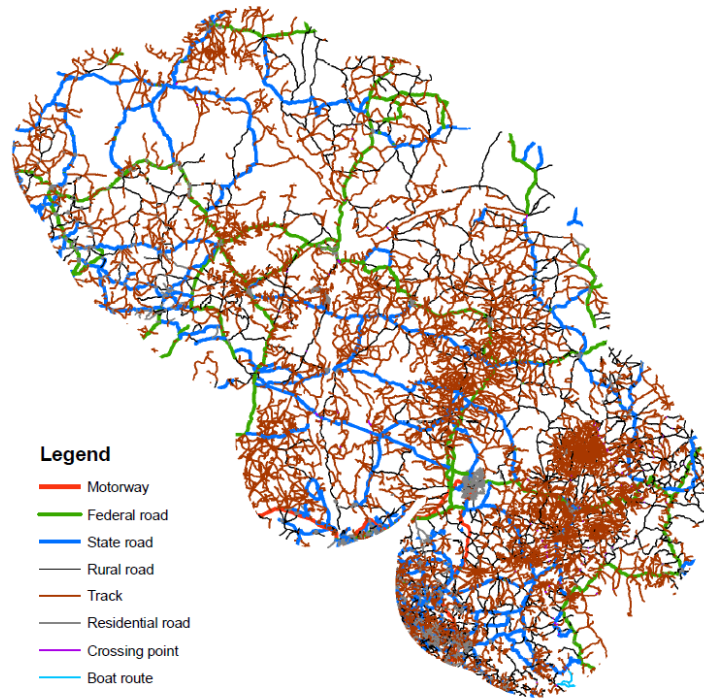 Legend
Motorway
Federal road
State road
Rural road
Track
Residential road
Crossing point
Boat route